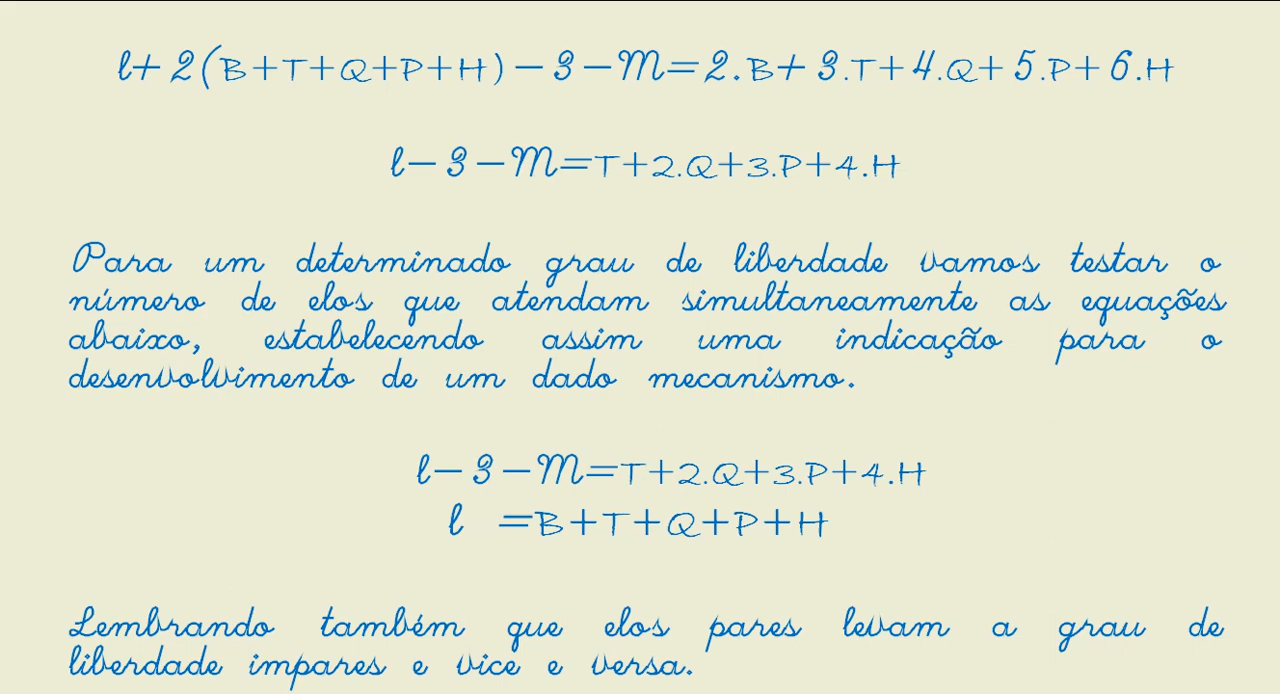 l+2(B+T+Q+P+H)-3-M=2.B+3.T+4.Q+5.P+6.H
l-3-M=T+2.Q+3.P+4.H
Para um determinado grau de liberdade vamos testar o
número de elos que atendam simultaneamente as equações
abaixo, estabelecendo assim uma indicação para o
desenvolvimento de um dado mecanismo.
l-3-M=T+2.Q+3.P+4.H
l =B+T+Q+P+H
Lembrando também que elos pares levam a grau de
liberdade impares e vice e versa.